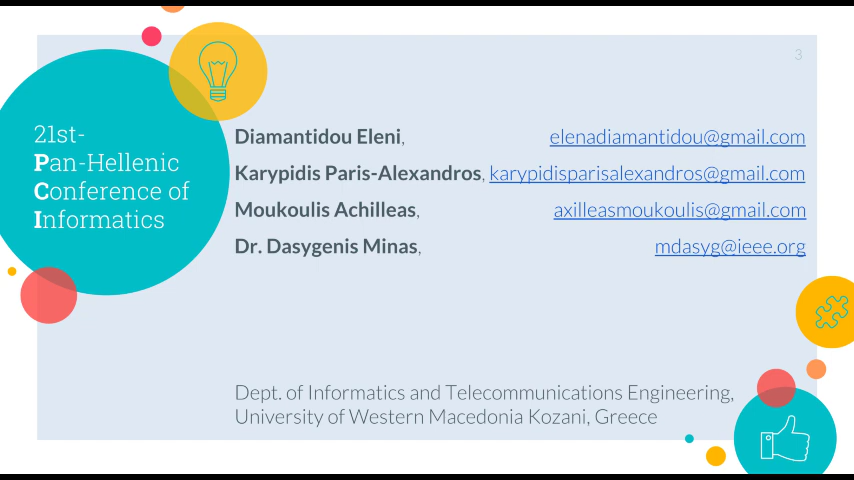 3
21st-
Pan-Hellenic
Conference of
Informatics
Diamantidou Eleni, elenadiamantidou@gmail.com
Karypidis Paris-Alexandros, karypidisparisalexandros@gmail.com
Moukoulis Achilleas, axilleasmoukoulis@gmail.com
Dr. Dasygenis Minas, mdasyg@ieee.org
Dept. of Informatics and Telecommunications Engineering,
University of Western Macedonia Kozani, Greece